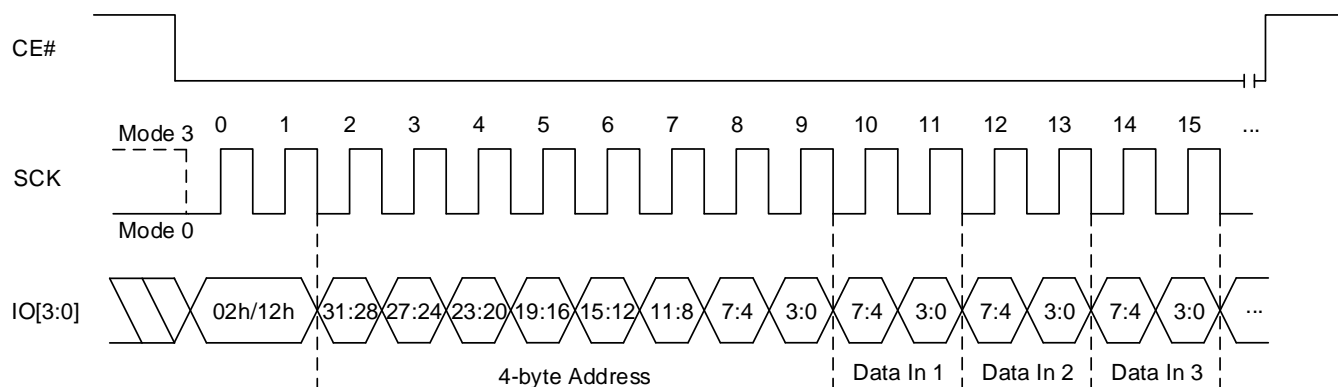 CE#
0 1 2 3 4 5 6 7 8 9 10 11 12 13 14 15 ...
Mode 3
SCK
Mode 0
IO[3:0] 02h/12h 31:28 27:24 23:20 19:16 15:12 11:8 7:4 3:0 7:4 3:0 7:4 3:0 7:4 3:0 ...
4-byte Address Data In 1 Data In 2 Data In 3